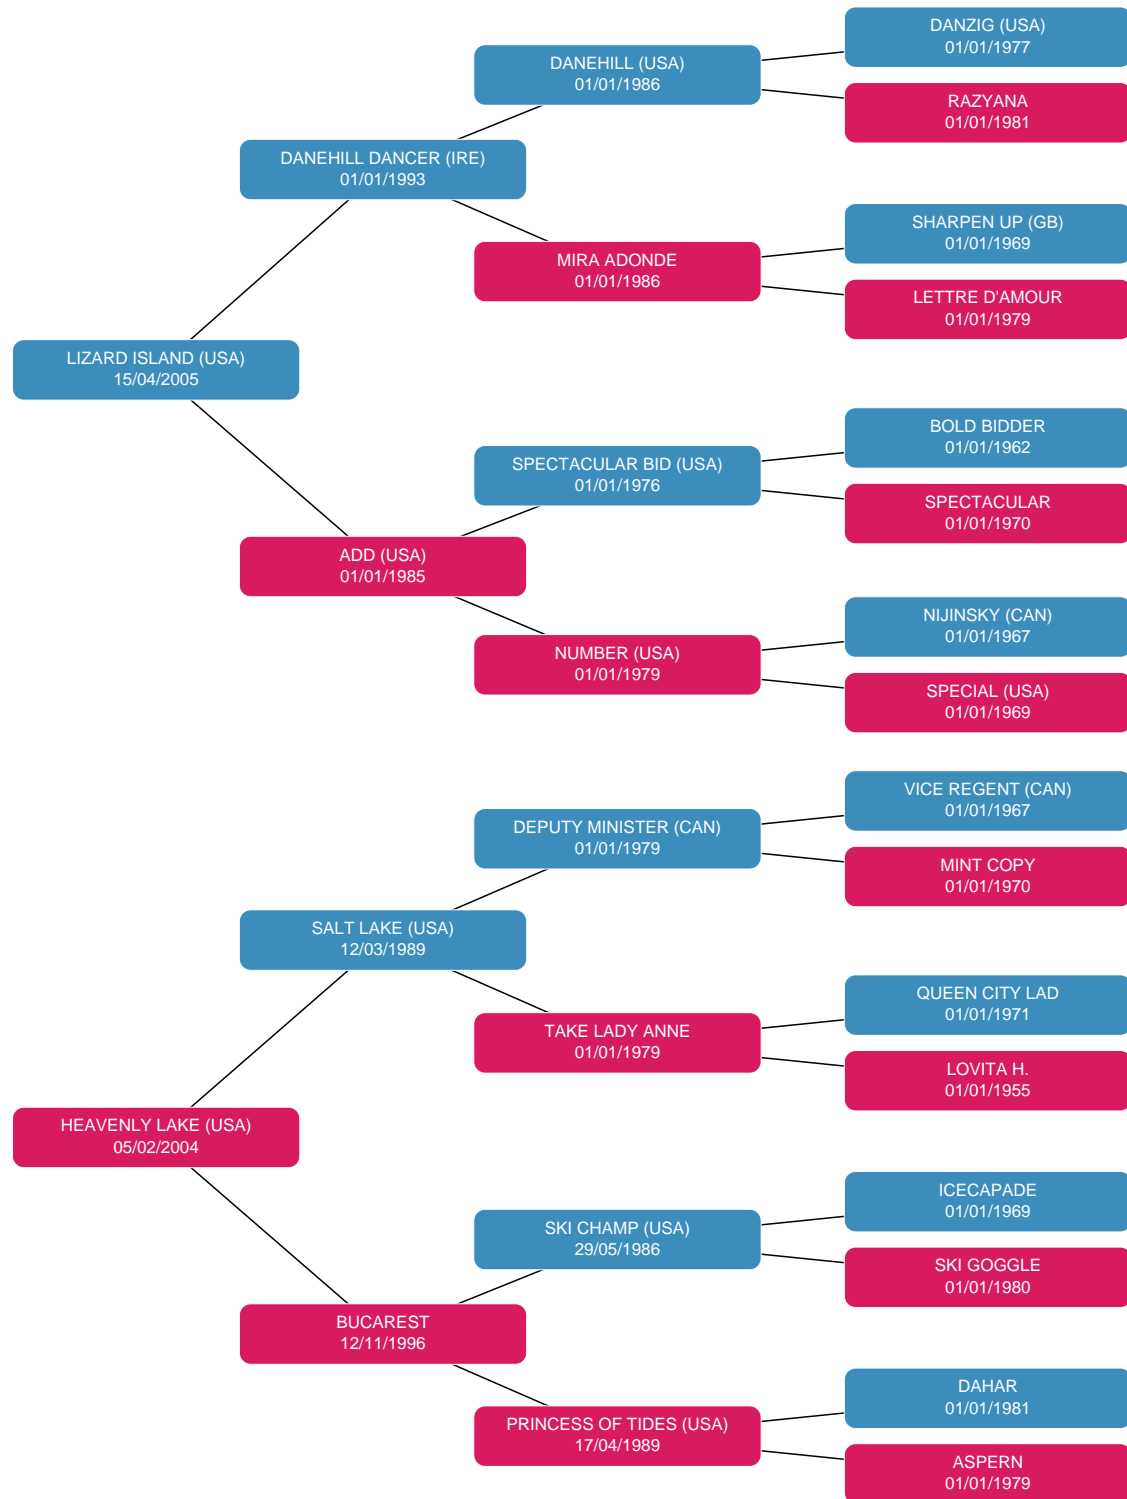 DANZIG (USA)
01/01/1977
DANEHILL (USA)
01/01/1986
RAZYANA
01/01/1981
DANEHILL DANCER (IRE)
01/01/1993
SHARPEN UP (GB)
01/01/1969
MIRA ADONDE
01/01/1986
LETTRE D'AMOUR
01/01/1979
LIZARD ISLAND (USA)
15/04/2005
BOLD BIDDER
01/01/1962
SPECTACULAR BID (USA)
01/01/1976
SPECTACULAR
01/01/1970
ADD (USA)
01/01/1985
NIJINSKY (CAN)
01/01/1967
NUMBER (USA)
01/01/1979
SPECIAL (USA)
01/01/1969
VICE REGENT (CAN)
01/01/1967
DEPUTY MINISTER (CAN)
01/01/1979
MINT COPY
01/01/1970
SALT LAKE (USA)
12/03/1989
QUEEN CITY LAD
01/01/1971
TAKE LADY ANNE
01/01/1979
LOVITA H.
01/01/1955
HEAVENLY LAKE (USA)
05/02/2004
ICECAPADE
01/01/1969
SKI CHAMP (USA)
29/05/1986
SKI GOGGLE
01/01/1980
BUCAREST
12/11/1996
DAHAR
01/01/1981
PRINCESS OF TIDES (USA)
17/04/1989
ASPERN
01/01/1979